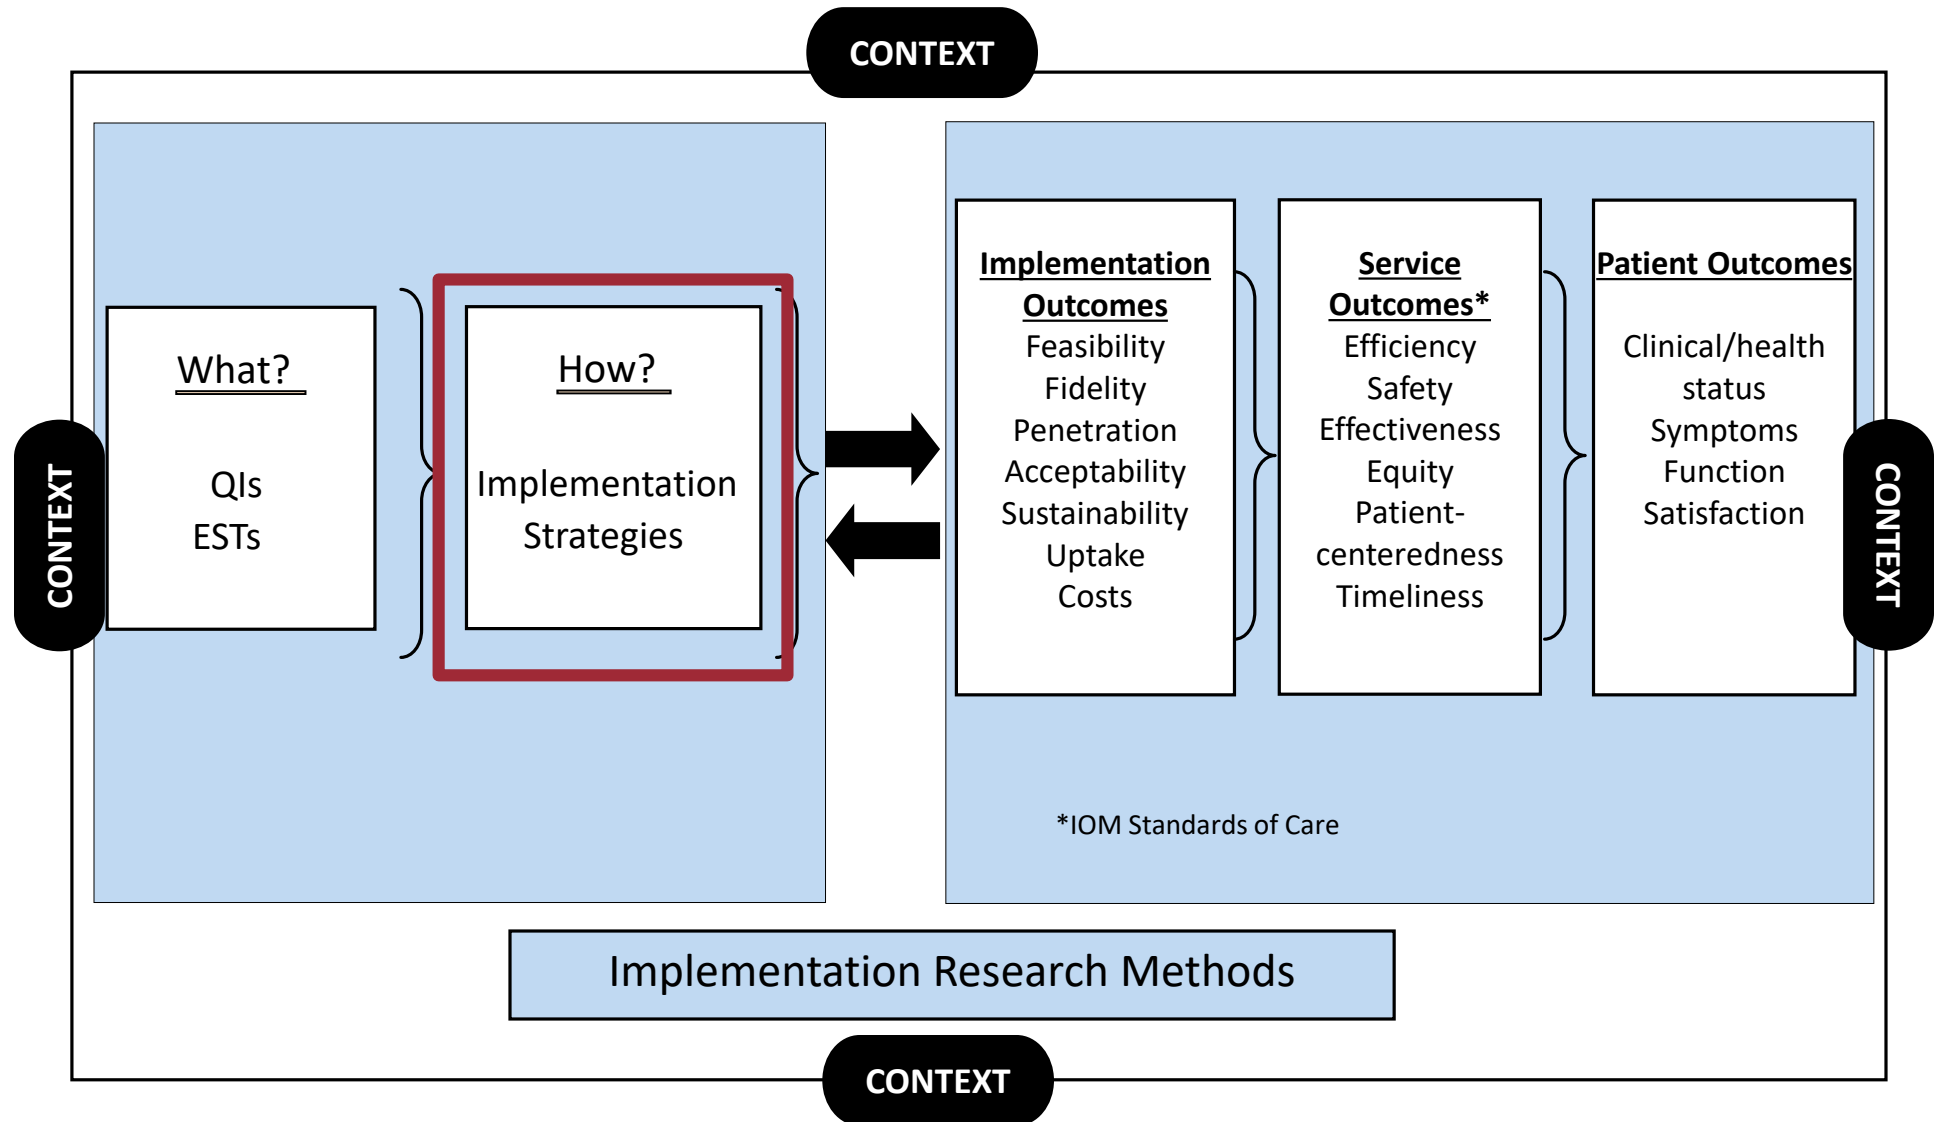 CONTEXT
CONTEXT
What?
QIs
ESTs
How?
Implementation
Strategies
Implementation
Outcomes
Feasibility
Fidelity
Penetration
Acceptability
Sustainability
Uptake
Costs
Service
Outcomes*
Efficiency
Safety
Effectiveness
Equity
Patient-
centeredness
Timeliness
Patient Outcomes
Clinical/health
status
Symptoms
Function
Satisfaction
CONTEXT
*IOM Standards of Care
Implementation Research Methods
CONTEXT